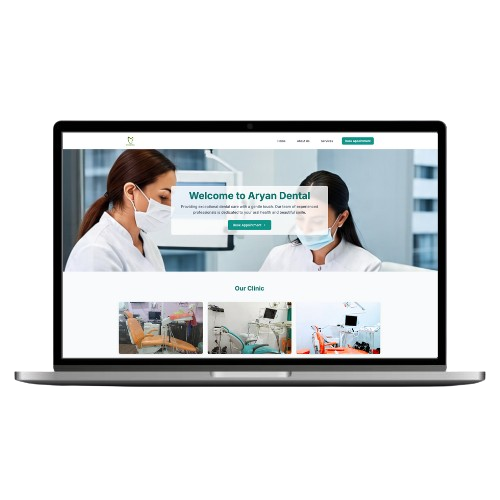 Home
About Us
Services
Book Appointment
Welcome to Aryan Dental
Providing exceptional dental care with a gentle touch. Our team of experienced
professionals is dedicated to your oral health and beautiful smile.
Book Appointment
Our Clinic